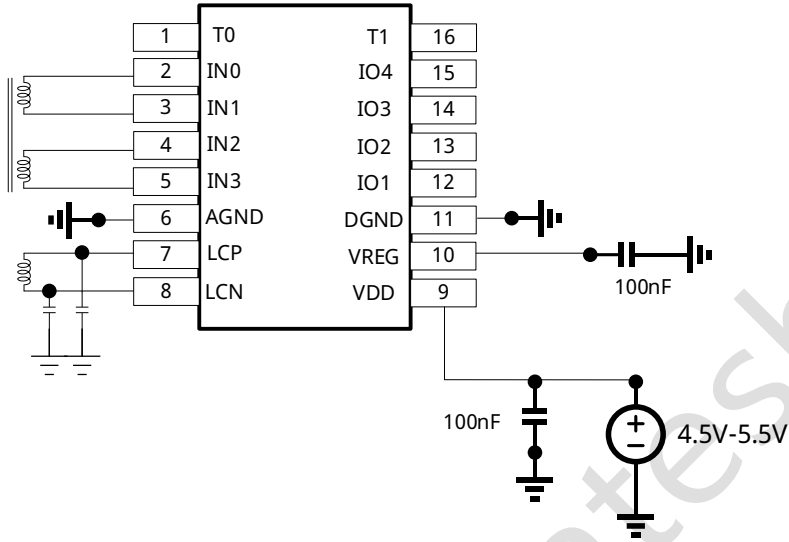 1 T0 T1 16
2 IN0 IO4 15
3 IN1 IO3 14
4 IN2 IO2 13
5 IN3 IO1 12
6 AGND DGND 11
7 LCP VREG 10
8 LCN VDD 9
100nF
100nF
4.5V-5.5V